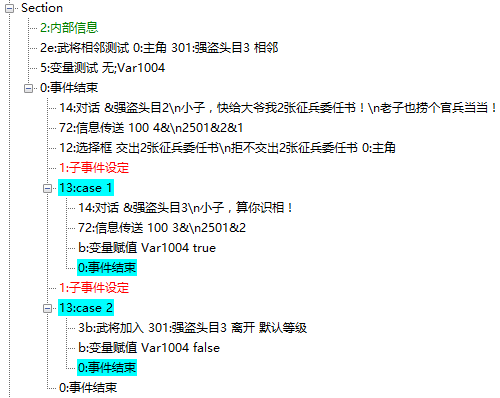 Section
2:内部信息
2e:武将相邻测试 0:主角 301:强盗头目3 相邻
5:变量测试 无;Var1004
0:事件结束
14:对话 &强盗头目2\n小子，快给大爷我2张征兵委任书！\n老子也捞个官兵当当！
72:信息传送 100 4&\n2501&2&1
12:选择框 交出2张征兵委任书\n拒不交出2张征兵委任书 0:主角
1:子事件设定
13:case 1
14:对话 &强盗头目3\n小子，算你识相！
72:信息传送 100 3&\n2501&2
b:变量赋值 Var1004 true
0:事件结束
1:子事件设定
13:case 2
3b:武将加入 301:强盗头目3 离开 默认等级
b:变量赋值 Var1004 false
0:事件结束
0:事件结束